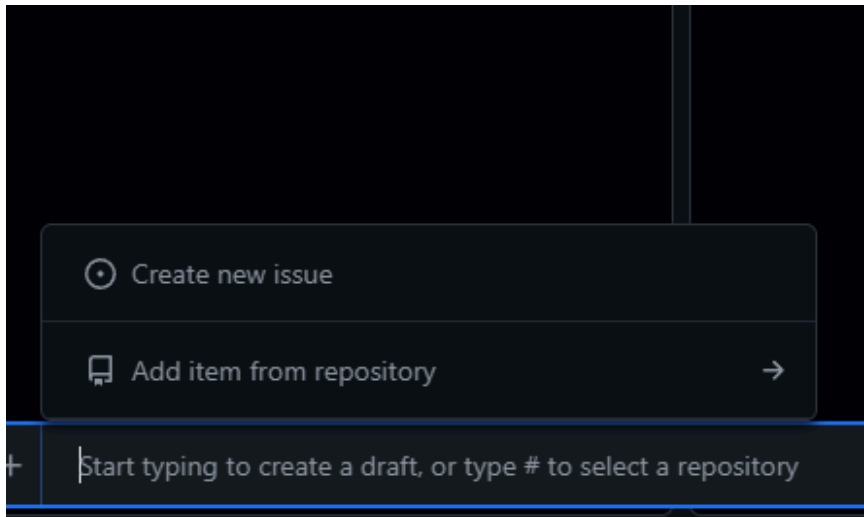 Create new issue
Add item from repository
Start typing to create a draft, or type # to select a repository